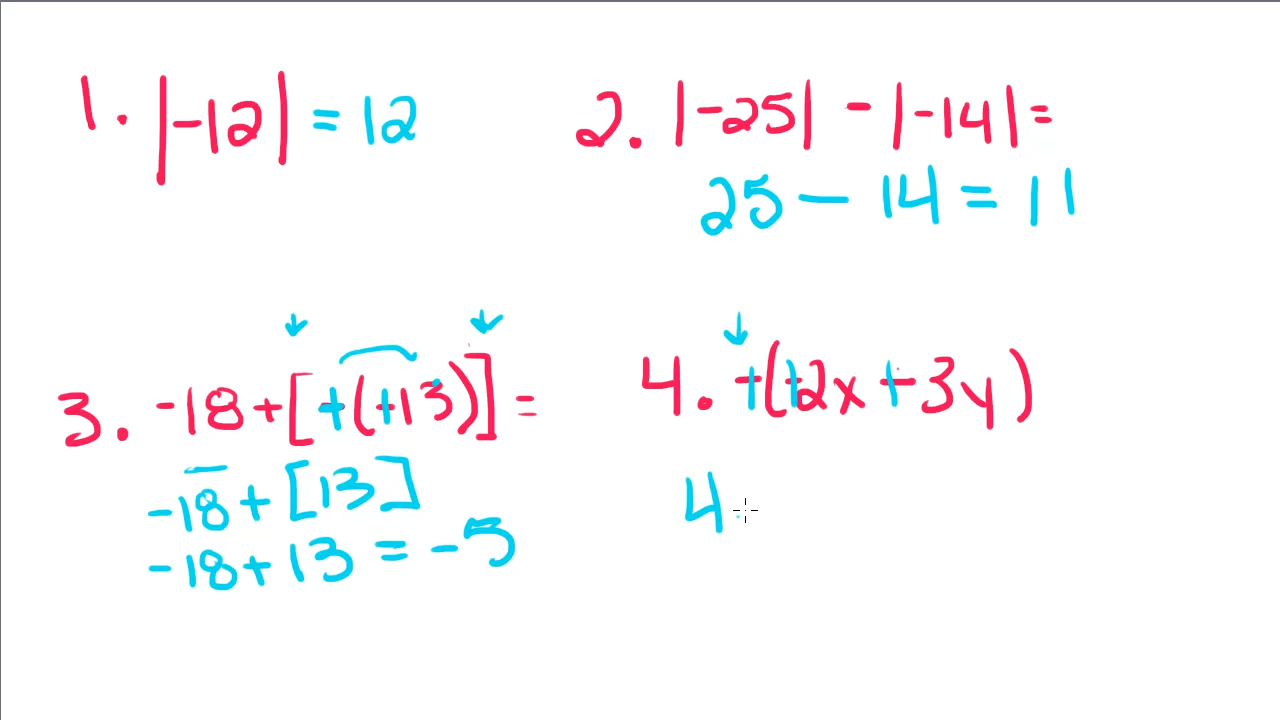 1. |-12| = 12
2. |-25| - |-14| =
25 - 14 = 11
3. -18 + [+(+13)] =
-18 + [13]
-18 + 13 = -5
4. +(+2x + 3y)
4